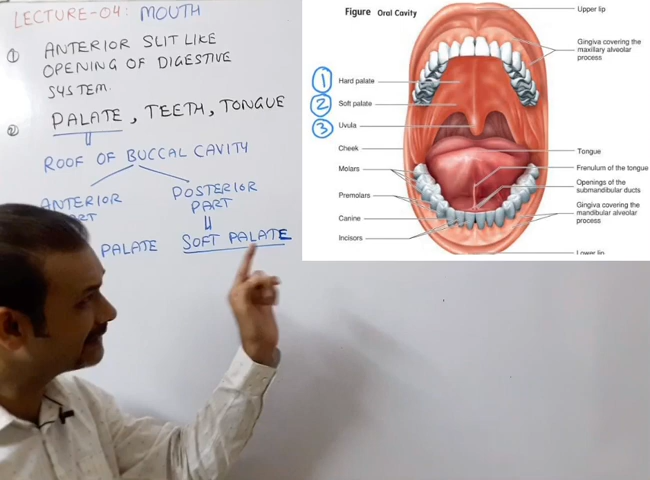 LECTURE-04: MOUTH
① ANTERIOR SLIT LIKE
OPENING OF DIGESTIVE
SYSTEM.
② PALATE, TEETH, TONGUE
ROOF OF BUCCAL CAVITY
ANTERIOR
POSTERIOR
PART
PALATE SOFT PALATE
Figure Oral Cavity
Upper lip
Gingiva covering the
maxillary alveolar
process
1 Hard palate
2 Soft palate
3 Uvula
Cheek
Molars
Premolars
Canine
Incisors
Tongue
Frenulum of the tongue
Openings of the
submandibular ducts
Gingiva covering the
mandibular alveolar
process
Lower lip